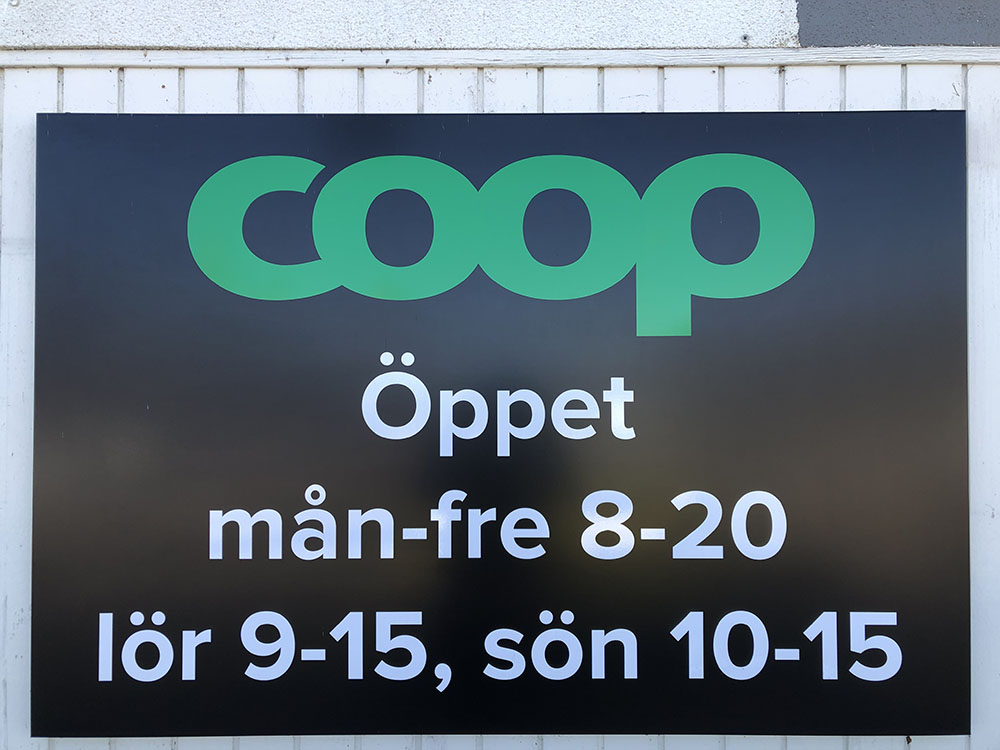 coop
Öppet
mån-fre 8-20
lör 9-15, sön 10-15